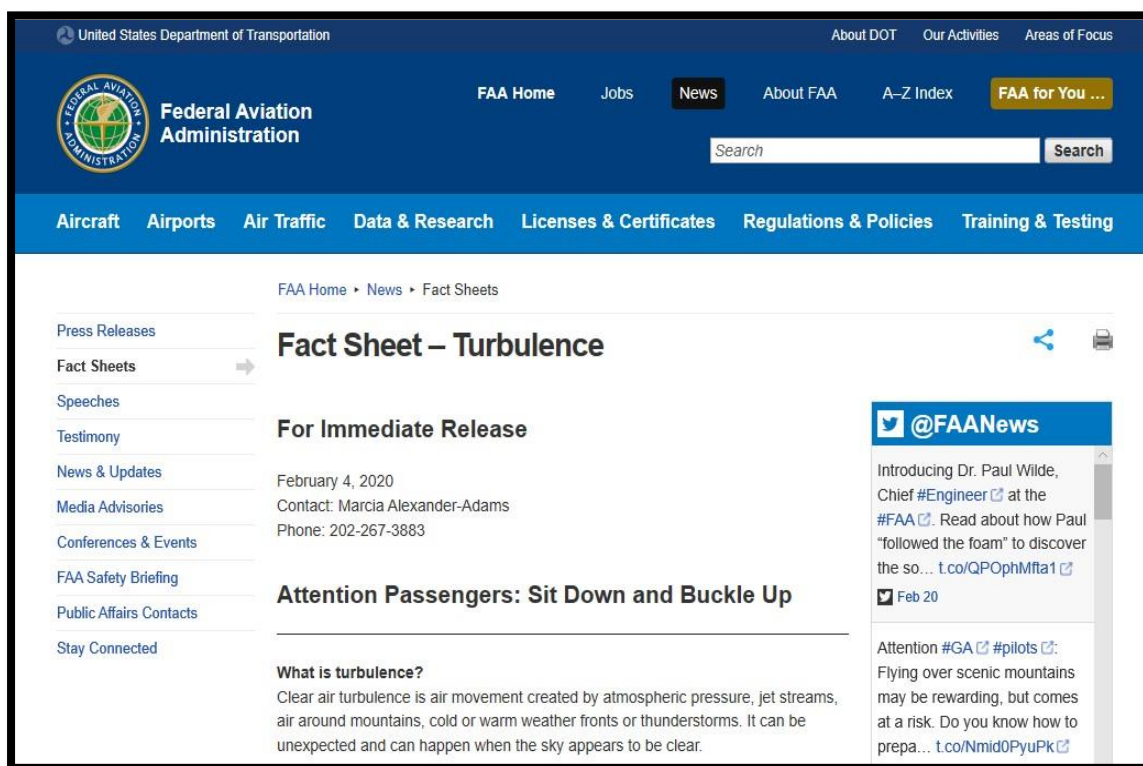 United States Department of Transportation
About DOT Our Activities Areas of Focus
FEDERAL AVIATION ADMINISTRATION
Federal Aviation
Administration
FAA Home Jobs News About FAA A–Z Index FAA for You ...
Search Search
Aircraft Airports Air Traffic Data & Research Licenses & Certificates Regulations & Policies Training & Testing
FAA Home ▸ News ▸ Fact Sheets
Press Releases
Fact Sheets
Speeches
Testimony
News & Updates
Media Advisories
Conferences & Events
FAA Safety Briefing
Public Affairs Contacts
Stay Connected
Fact Sheet – Turbulence
For Immediate Release
February 4, 2020
Contact: Marcia Alexander-Adams
Phone: 202-267-3883
Attention Passengers: Sit Down and Buckle Up
What is turbulence?
Clear air turbulence is air movement created by atmospheric pressure, jet streams,
air around mountains, cold or warm weather fronts or thunderstorms. It can be
unexpected and can happen when the sky appears to be clear.
@FAANews
Introducing Dr. Paul Wilde,
Chief #Engineer at the
#FAA. Read about how Paul
“followed the foam” to discover
the so… t.co/QPOphMfta1
Feb 20
Attention #GA #pilots:
Flying over scenic mountains
may be rewarding, but comes
at a risk. Do you know how to
prepa… t.co/Nmid0PyuPk